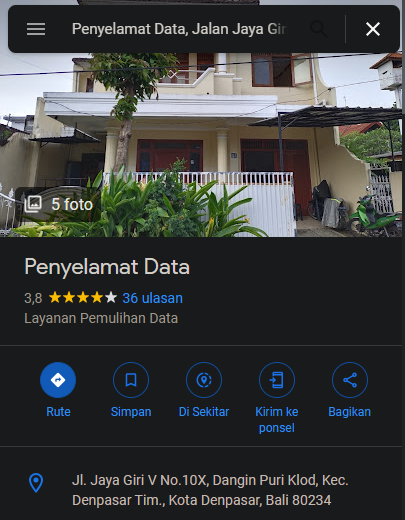 Penyelamat Data, Jalan Jaya Gir
5 foto
Penyelamat Data
3,8 36 ulasan
Layanan Pemulihan Data
Rute
Simpan
Di Sekitar
Kirim ke
ponsel
Bagikan
Jl. Jaya Giri V No.10X, Dangin Puri Klod, Kec.
Denpasar Tim., Kota Denpasar, Bali 80234